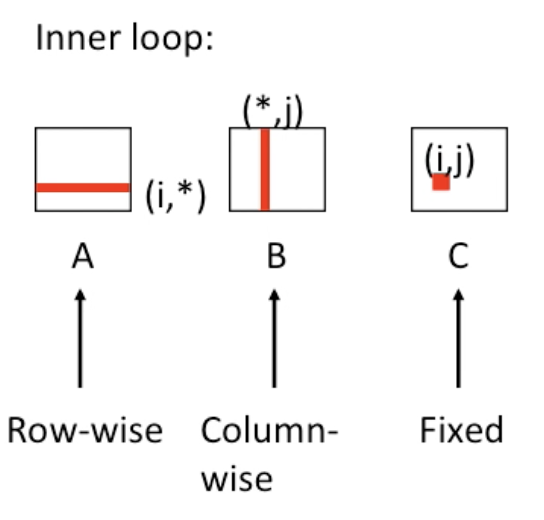 Inner loop:
(*,j)
(i,*)
(i,j)
A
B
C
Row-wise
Column-
wise
Fixed